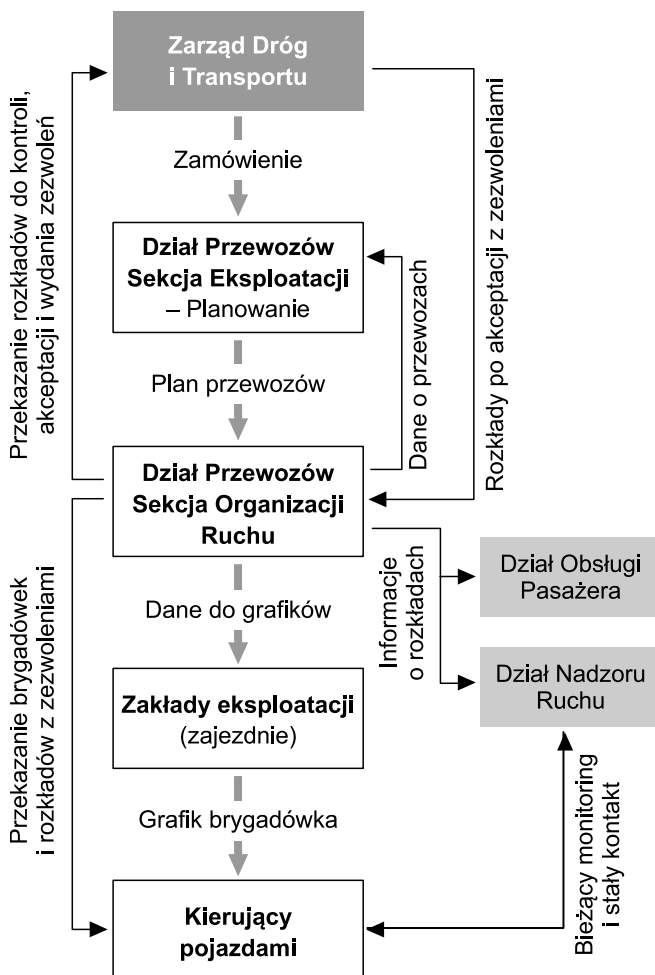 Zarząd Dróg
i Transportu
Zamówienie
Dział Przewozów
Sekcja Eksploatacji
– Planowanie
Plan przewozów
Dział Przewozów
Sekcja Organizacji
Ruchu
Dane do grafików
Zakłady eksploatacji
(zajezdnie)
Grafik brygadówka
Kierujący
pojazdami
Przekazanie rozkładów do kontroli,
akceptacji i wydania zezwoleń
Przekazanie brygadówek
i rozkładów z zezwoleniami
Dane o przewozach
Rozkłady po akceptacji z zezwoleniami
Informacje
o rozkładach
Dział Obsługi
Pasażera
Dział Nadzoru
Ruchu
Bieżący monitoring
i stały kontakt